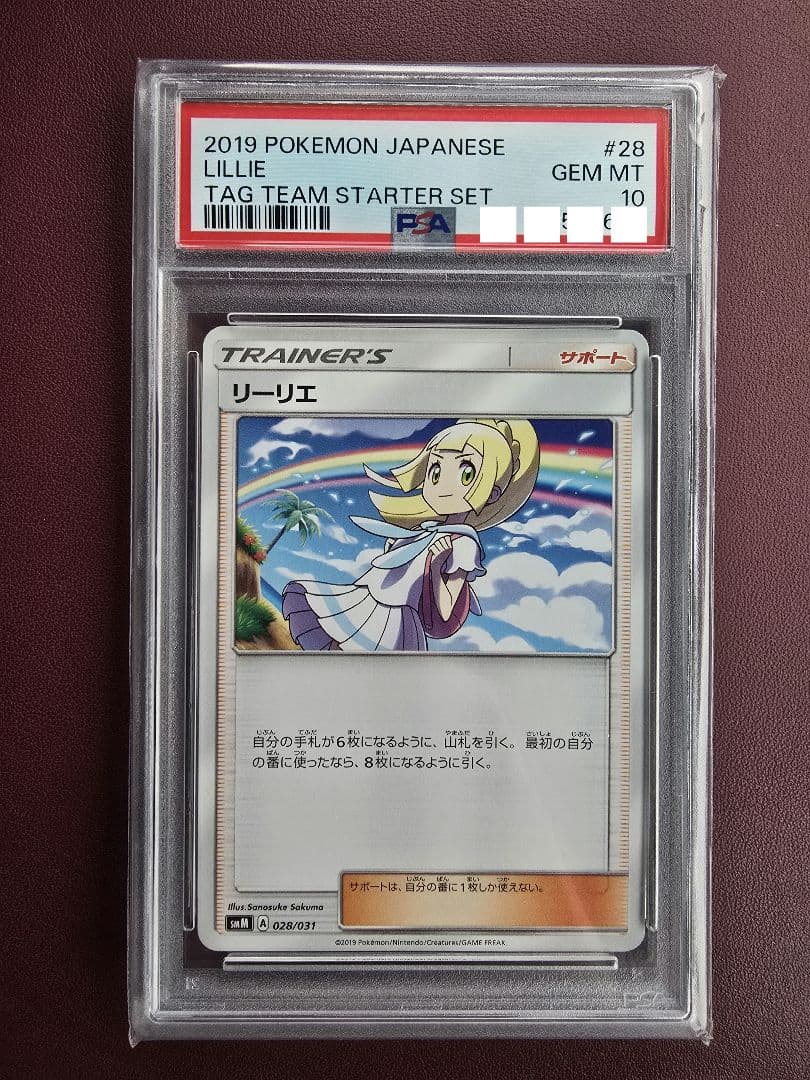 2019 POKEMON JAPANESE #28
LILLIE GEM MT
TAG TEAM STARTER SET 10
PSA
TRAINER'S サポート
リーリエ
自分の手札が6枚になるように、山札を引く。最初の自分
の番に使ったなら、8枚になるように引く。
サポートは、自分の番に1枚しか使えない。
Illus.Sanosuke Sakuma
SMM A 028/031
©2019 Pokémon/Nintendo/Creatures/GAME FREAK.
PSA